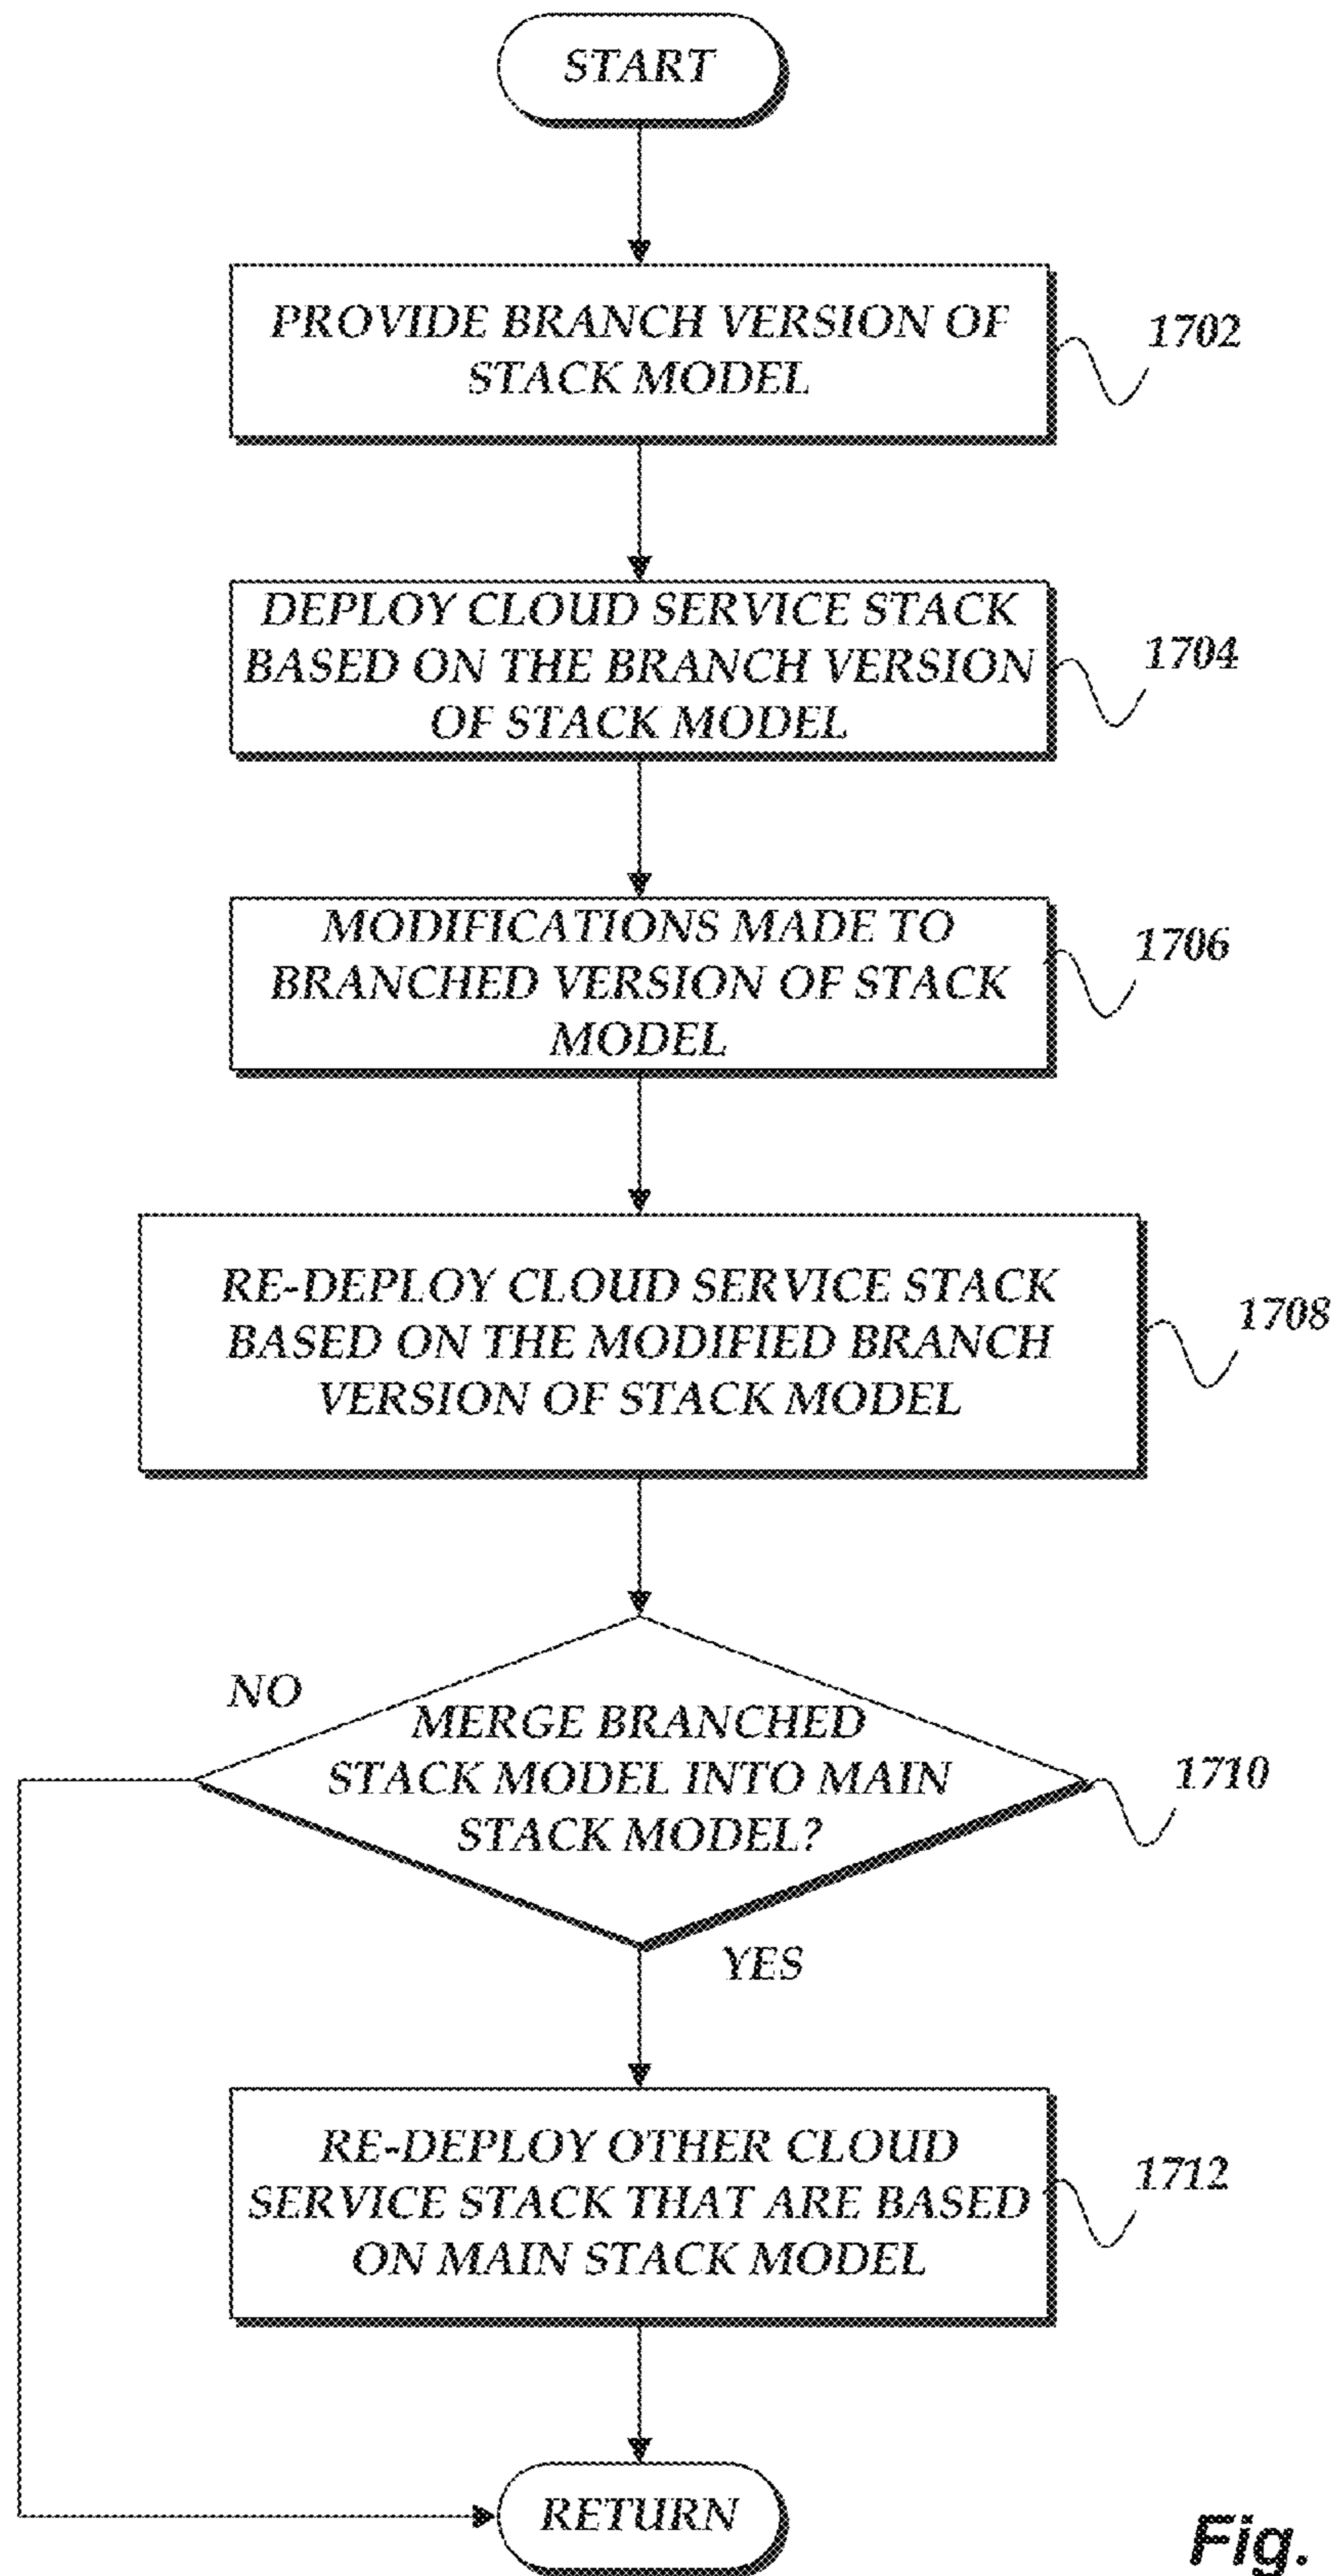 START
PROVIDE BRANCH VERSION OF
STACK MODEL
1702
DEPLOY CLOUD SERVICE STACK
BASED ON THE BRANCH VERSION
OF STACK MODEL
1704
MODIFICATIONS MADE TO
BRANCHED VERSION OF STACK
MODEL
1706
RE-DEPLOY CLOUD SERVICE STACK
BASED ON THE MODIFIED BRANCH
VERSION OF STACK MODEL
1708
NO
MERGE BRANCHED
STACK MODEL INTO MAIN
STACK MODEL?
1710
YES
RE-DEPLOY OTHER CLOUD
SERVICE STACK THAT ARE BASED
ON MAIN STACK MODEL
1712
RETURN
Fig.